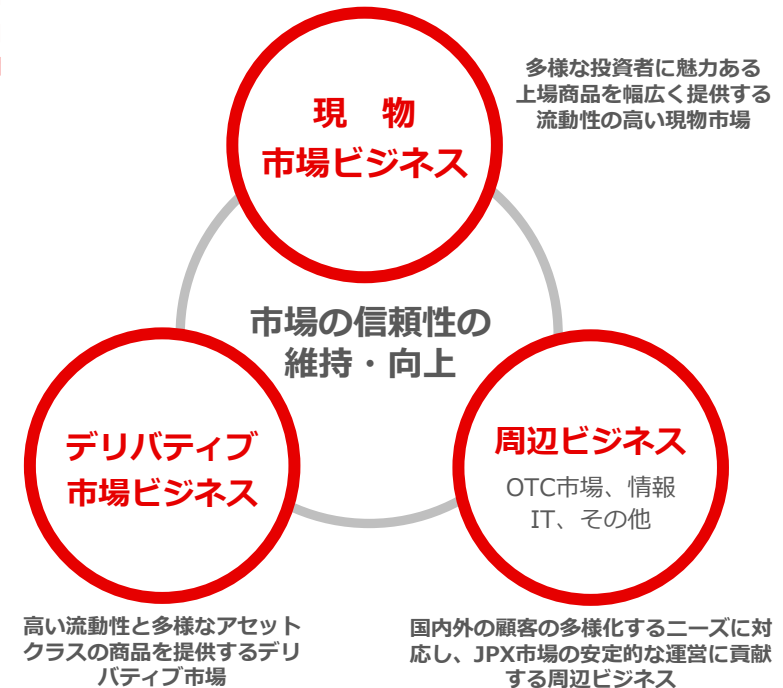 現　物
市場ビジネス
多様な投資者に魅力ある
上場商品を幅広く提供する
流動性の高い現物市場
市場の信頼性の
維持・向上
デリバティブ
市場ビジネス
周辺ビジネス
OTC市場、情報
IT、その他
高い流動性と多様なアセット
クラスの商品を提供するデリ
バティブ市場
国内外の顧客の多様化するニーズに対
応し、JPX市場の安定的な運営に貢献
する周辺ビジネス